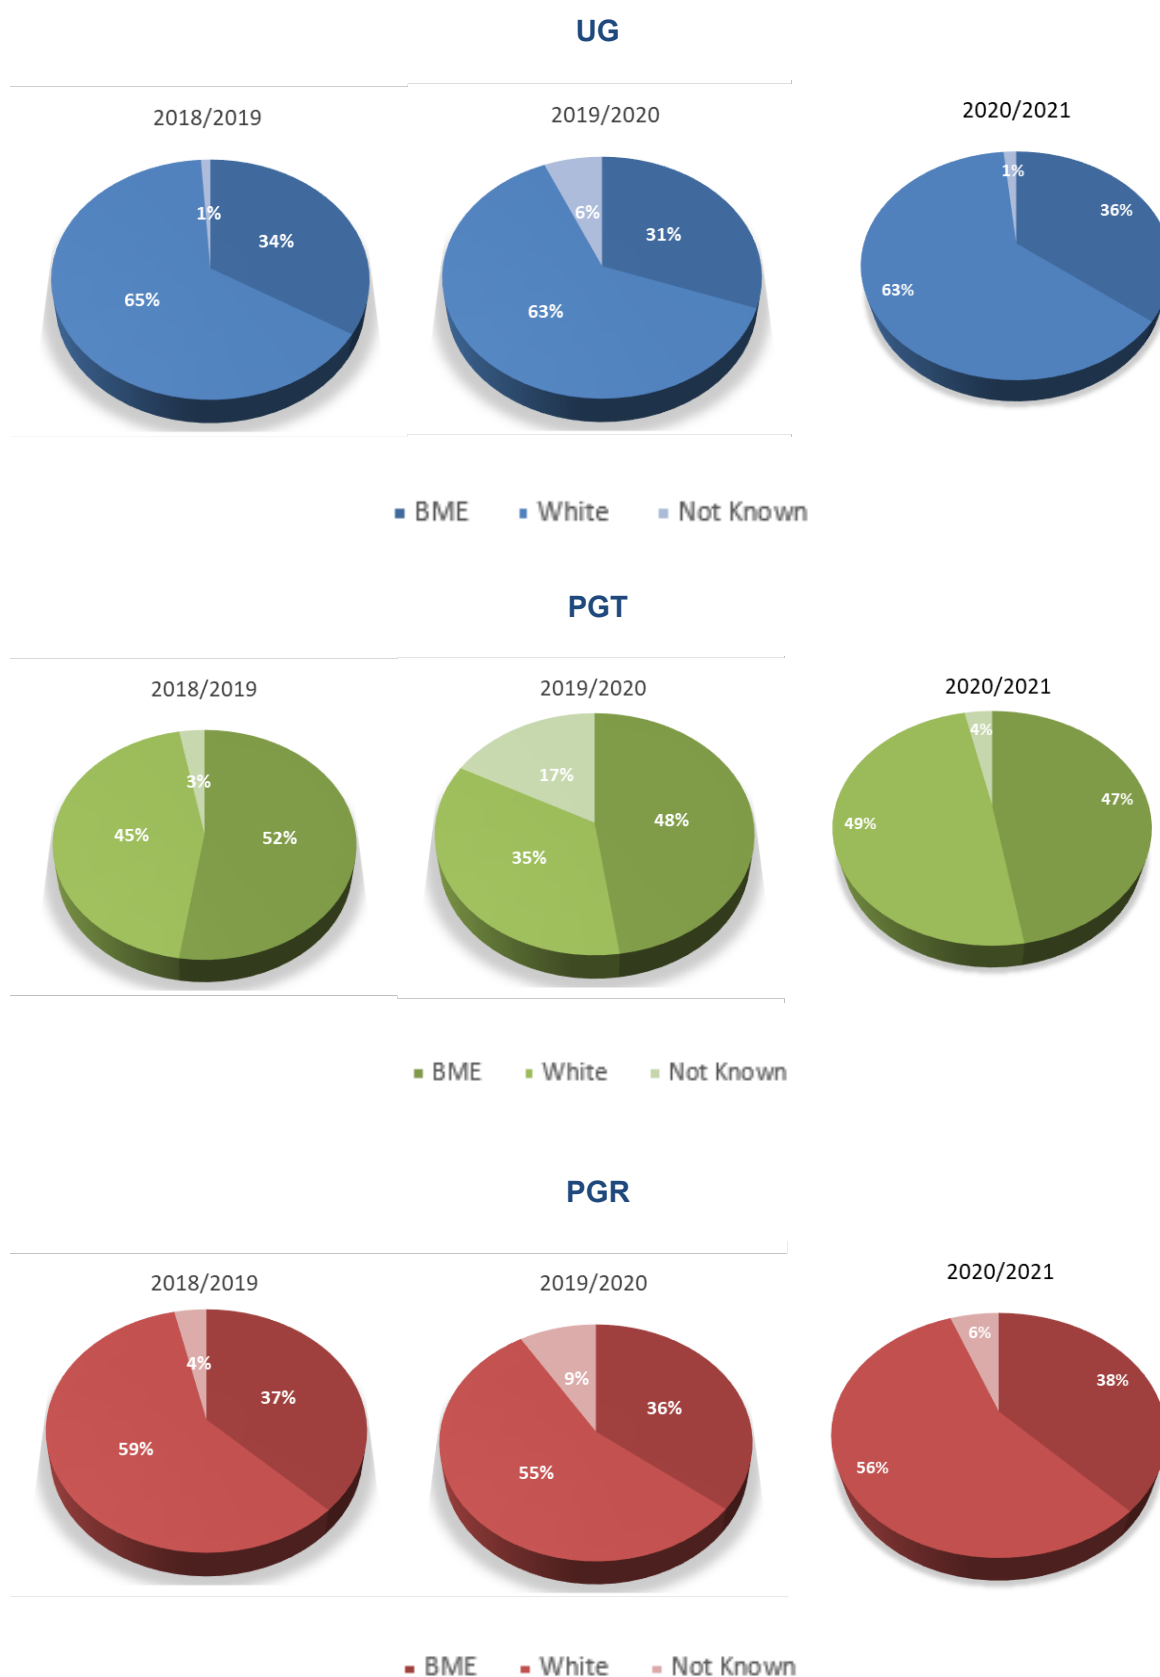 UG
2018/2019 2019/2020 2020/2021
1% 34% 65%
6% 31% 63%
1% 36% 63%
BME White Not Known
PGT
2018/2019 2019/2020 2020/2021
3% 45% 52%
17% 48% 35%
4% 47% 49%
BME White Not Known
PGR
2018/2019 2019/2020 2020/2021
4% 37% 59%
9% 36% 55%
6% 38% 56%
BME White Not Known